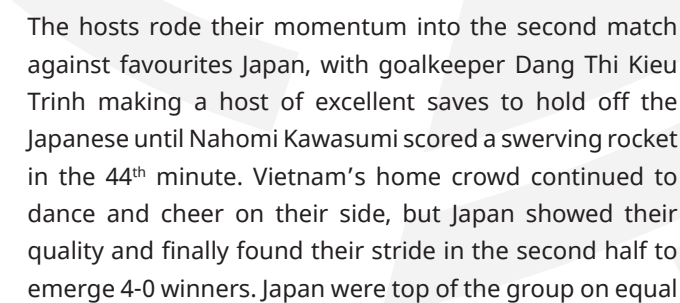 The hosts rode their momentum into the second match
against favourites Japan, with goalkeeper Dang Thi Kieu
Trinh making a host of excellent saves to hold off the
Japanese until Nahomi Kawasumi scored a swerving rocket
in the 44th minute. Vietnam’s home crowd continued to
dance and cheer on their side, but Japan showed their
quality and finally found their stride in the second half to
emerge 4-0 winners. Japan were top of the group on equal